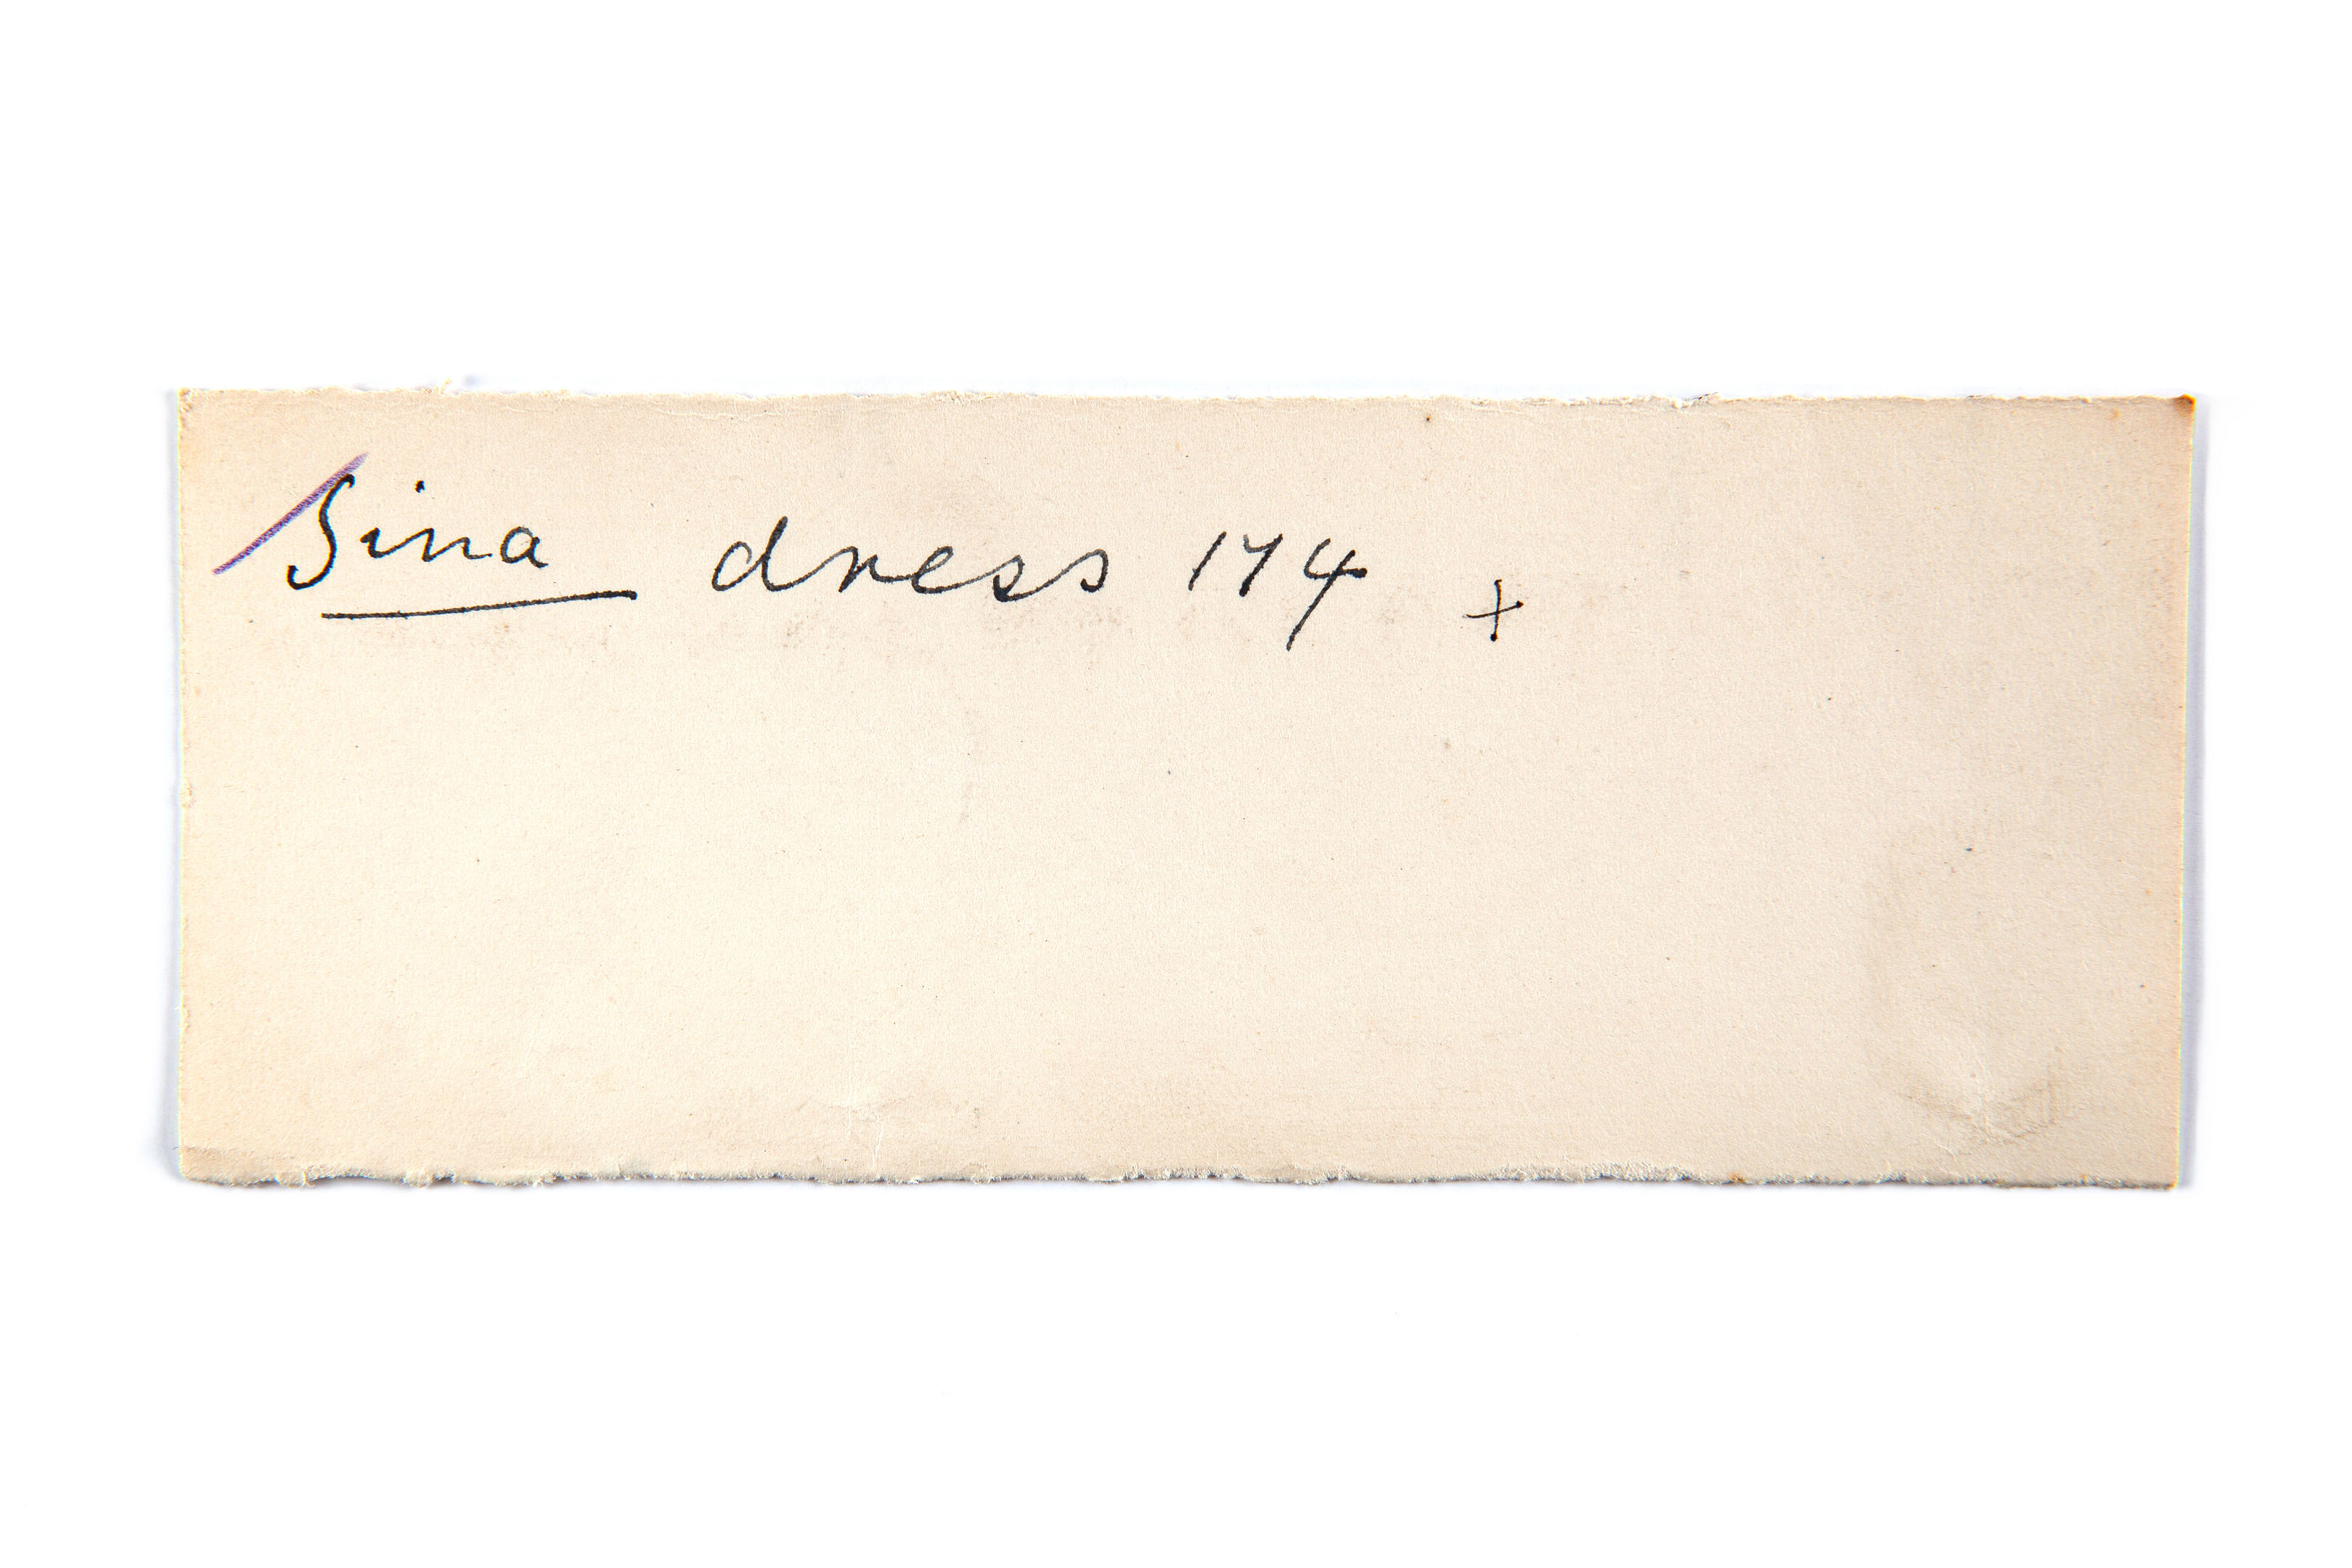 Sina dress 174 +